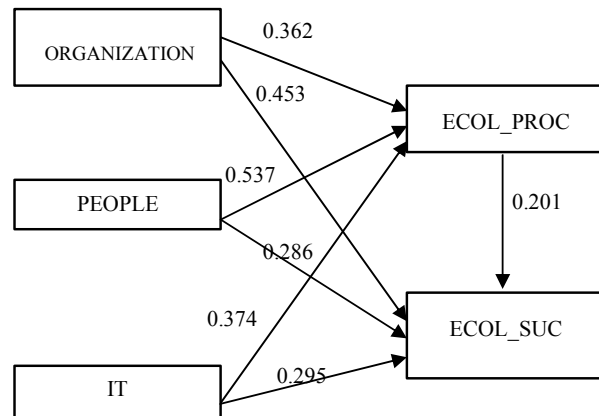 0.362
ORGANIZATION
0.453
ECOL_PROC
0.537
PEOPLE
0.201
0.286
0.374
ECOL_SUC
0.295
IT